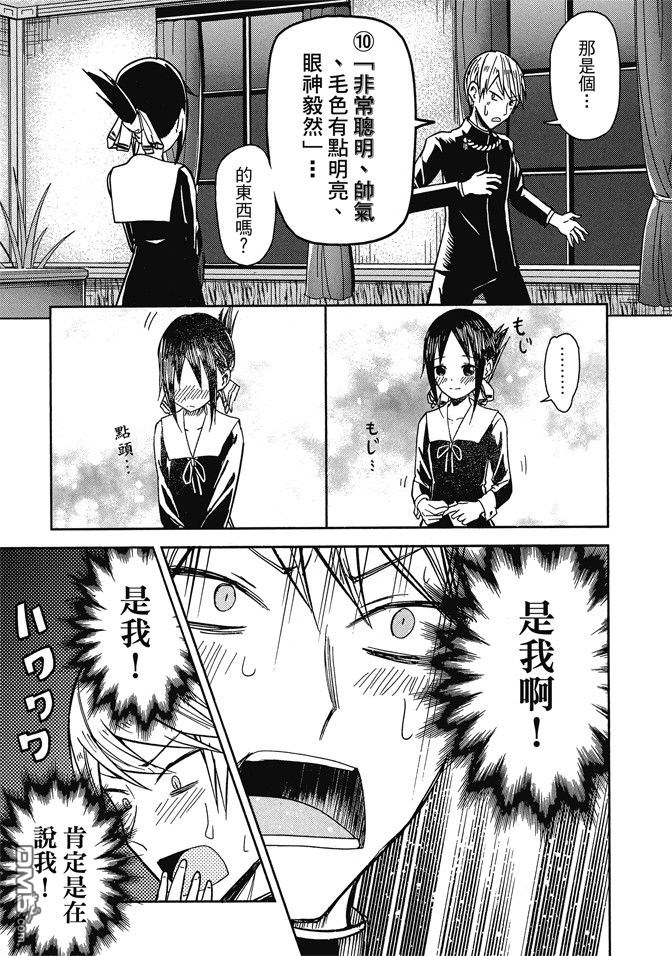 那是個…
⑩
「非常聰明、帥氣
、毛色有點明亮、
眼神毅然」…
的東西嗎？
………
もじ
もじ…
點頭…
是我啊！
是我！
ハワワワ
肯定是在
說我！